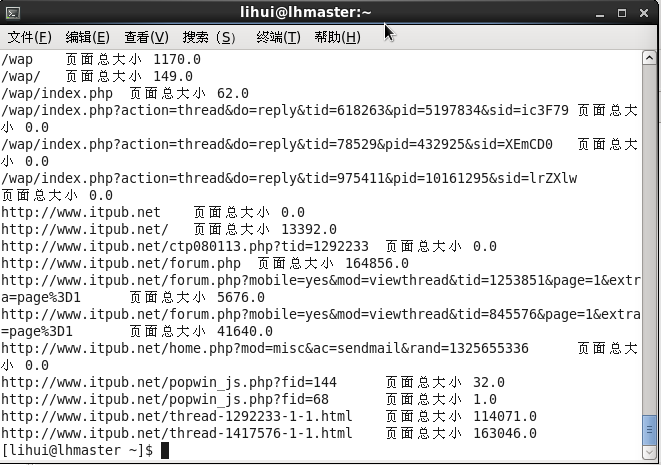 lihui@lhmaster:~
文件(F) 编辑(E) 查看(V) 搜索 (S) 终端(T) 帮助(H)
/wap 页面总大小 1170.0
/wap/ 页面总大小 149.0
/wap/index.php 页面总大小 62.0
/wap/index.php?action=thread&do=reply&tid=618263&pid=5197834&sid=ic3F79 页面总大
小 0.0
/wap/index.php?action=thread&do=reply&tid=78529&pid=432925&sid=XEmCD0 页面总大
小 0.0
/wap/index.php?action=thread&do=reply&tid=975411&pid=10161295&sid=lrZXlw
页面总大小 0.0
http://www.itpub.net 页面总大小 0.0
http://www.itpub.net/ 页面总大小 13392.0
http://www.itpub.net/ctp080113.php?tid=1292233 页面总大小 0.0
http://www.itpub.net/forum.php 页面总大小 164856.0
http://www.itpub.net/forum.php?mobile=yes&mod=viewthread&tid=1253851&page=1&extr
a=page%3D1 页面总大小 5676.0
http://www.itpub.net/forum.php?mobile=yes&mod=viewthread&tid=845576&page=1&extra
=page%3D1 页面总大小 41640.0
http://www.itpub.net/home.php?mod=misc&ac=sendmail&rand=1325655336 页面总大
小 0.0
http://www.itpub.net/popwin_js.php?fid=144 页面总大小 32.0
http://www.itpub.net/popwin_js.php?fid=68 页面总大小 1.0
http://www.itpub.net/thread-1292233-1-1.html 页面总大小 114071.0
http://www.itpub.net/thread-1417576-1-1.html 页面总大小 163046.0
[lihui@lhmaster ~]$